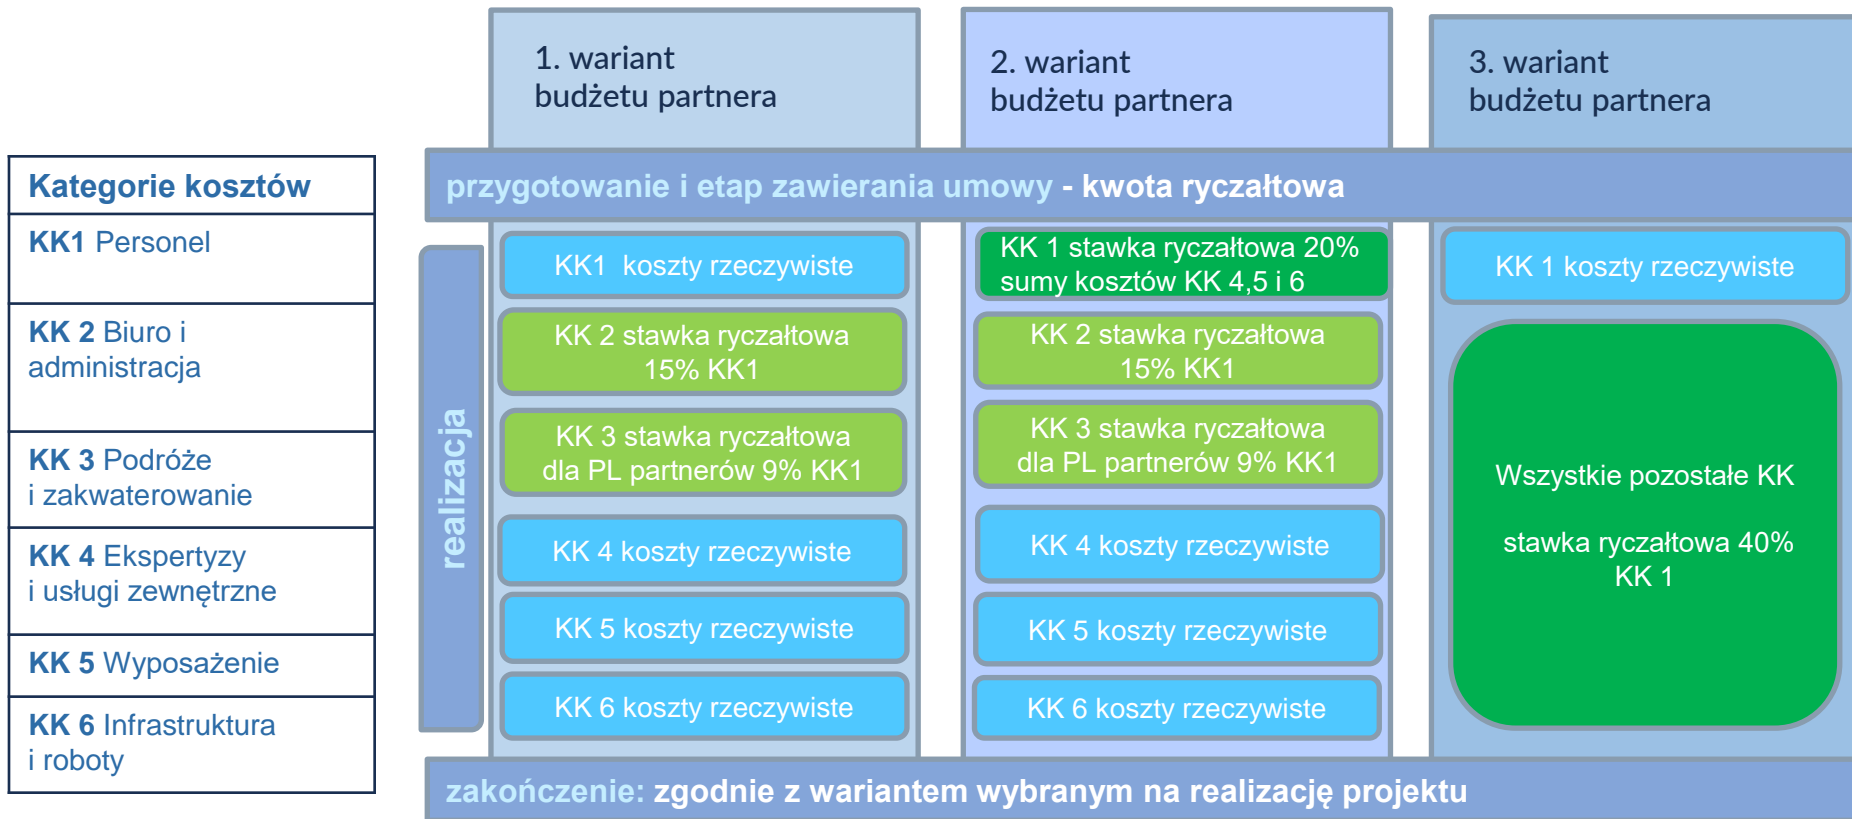 1. wariant
budżetu partnera
2. wariant
budżetu partnera
3. wariant
budżetu partnera
Kategorie kosztów
KK1 Personel
KK 2 Biuro i
administracja
KK 3 Podróże
i zakwaterowanie
KK 4 Ekspertyzy
i usługi zewnętrzne
KK 5 Wyposażenie
KK 6 Infrastruktura
i roboty
przygotowanie i etap zawierania umowy - kwota ryczałtowa
realizacja
KK1 koszty rzeczywiste
KK 2 stawka ryczałtowa
15% KK1
KK 3 stawka ryczałtowa
dla PL partnerów 9% KK1
KK 4 koszty rzeczywiste
KK 5 koszty rzeczywiste
KK 6 koszty rzeczywiste
KK 1 stawka ryczałtowa 20%
sumy kosztów KK 4,5 i 6
KK 2 stawka ryczałtowa
15% KK1
KK 3 stawka ryczałtowa
dla PL partnerów 9% KK1
KK 4 koszty rzeczywiste
KK 5 koszty rzeczywiste
KK 6 koszty rzeczywiste
KK 1 koszty rzeczywiste
Wszystkie pozostałe KK
stawka ryczałtowa 40%
KK 1
zakończenie: zgodnie z wariantem wybranym na realizację projektu